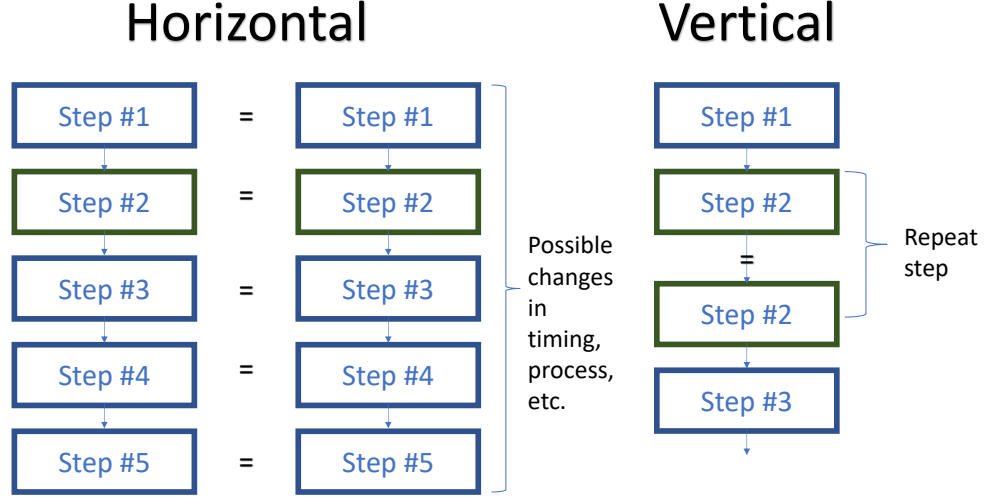 Horizontal
Vertical
Step #1 = Step #1
Step #2 = Step #2
Step #3 = Step #3
Step #4 = Step #4
Step #5 = Step #5
Possible
changes
in
timing,
process,
etc.
Step #1
Step #2
=
Step #2
Step #3
Repeat
step